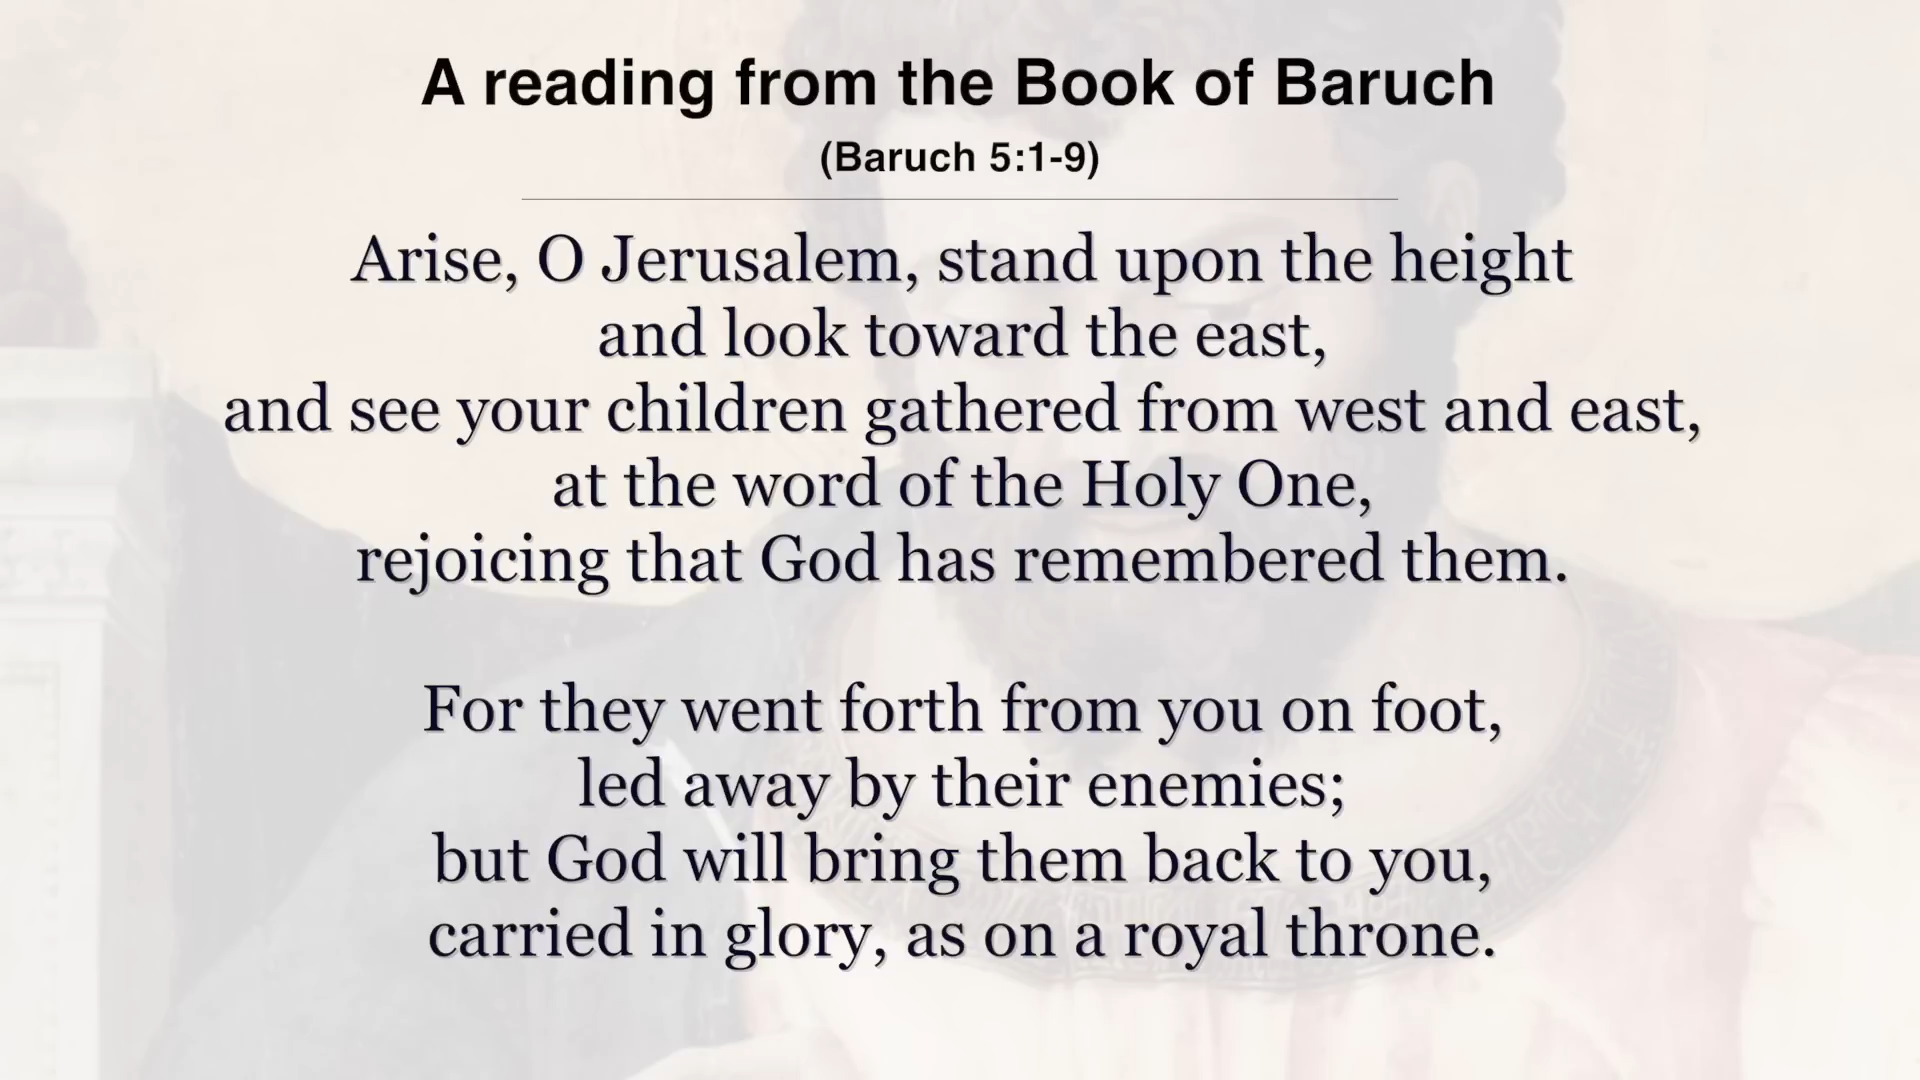 A reading from the Book of Baruch
(Baruch 5:1-9)
Arise, O Jerusalem, stand upon the height
and look toward the east,
and see your children gathered from west and east,
at the word of the Holy One,
rejoicing that God has remembered them.
For they went forth from you on foot,
led away by their enemies;
but God will bring them back to you,
carried in glory, as on a royal throne.